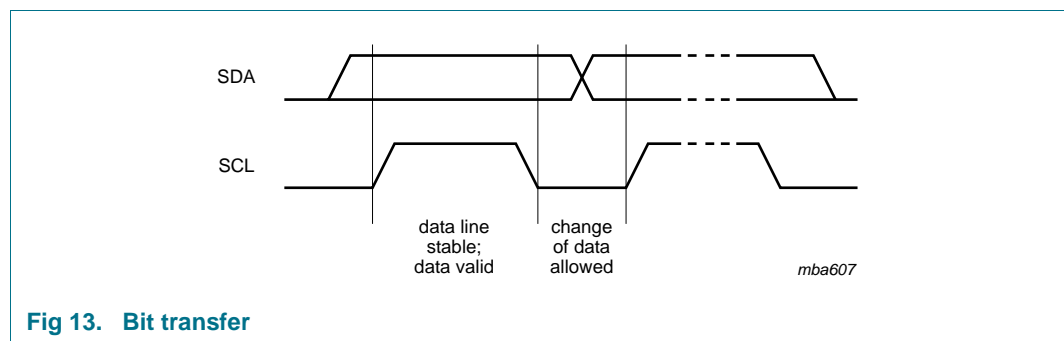 SDA
SCL
data line
stable;
data valid
change
of data
allowed
mba607
Fig 13. Bit transfer